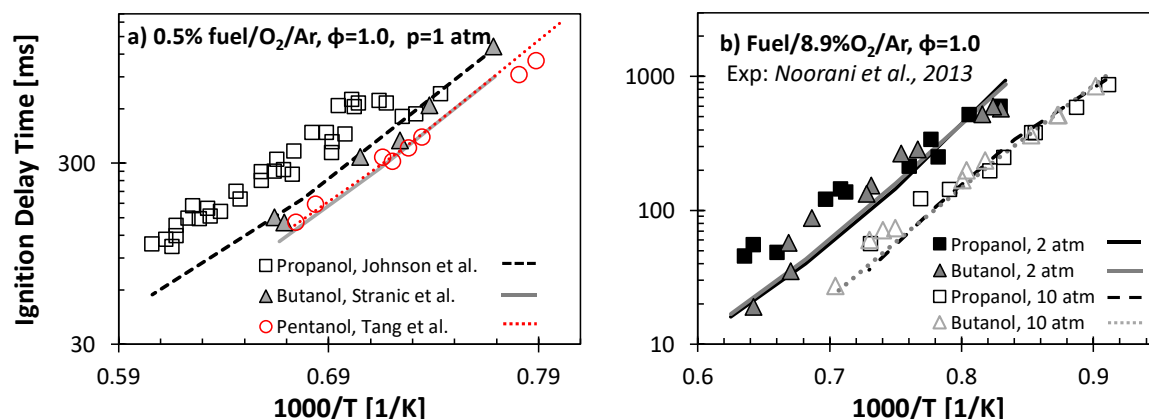 a) 0.5% fuel/O₂/Ar, ϕ=1.0, p=1 atm
Ignition Delay Time [ms]
300
30
Propanol, Johnson et al.
Butanol, Stranic et al.
Pentanol, Tang et al.
0.59
0.69
0.79
1000/T [1/K]
b) Fuel/8.9%O₂/Ar, ϕ=1.0
Exp: Noorani et al., 2013
1000
100
10
Propanol, 2 atm
Butanol, 2 atm
Propanol, 10 atm
Butanol, 10 atm
0.6
0.7
0.8
0.9
1000/T [1/K]